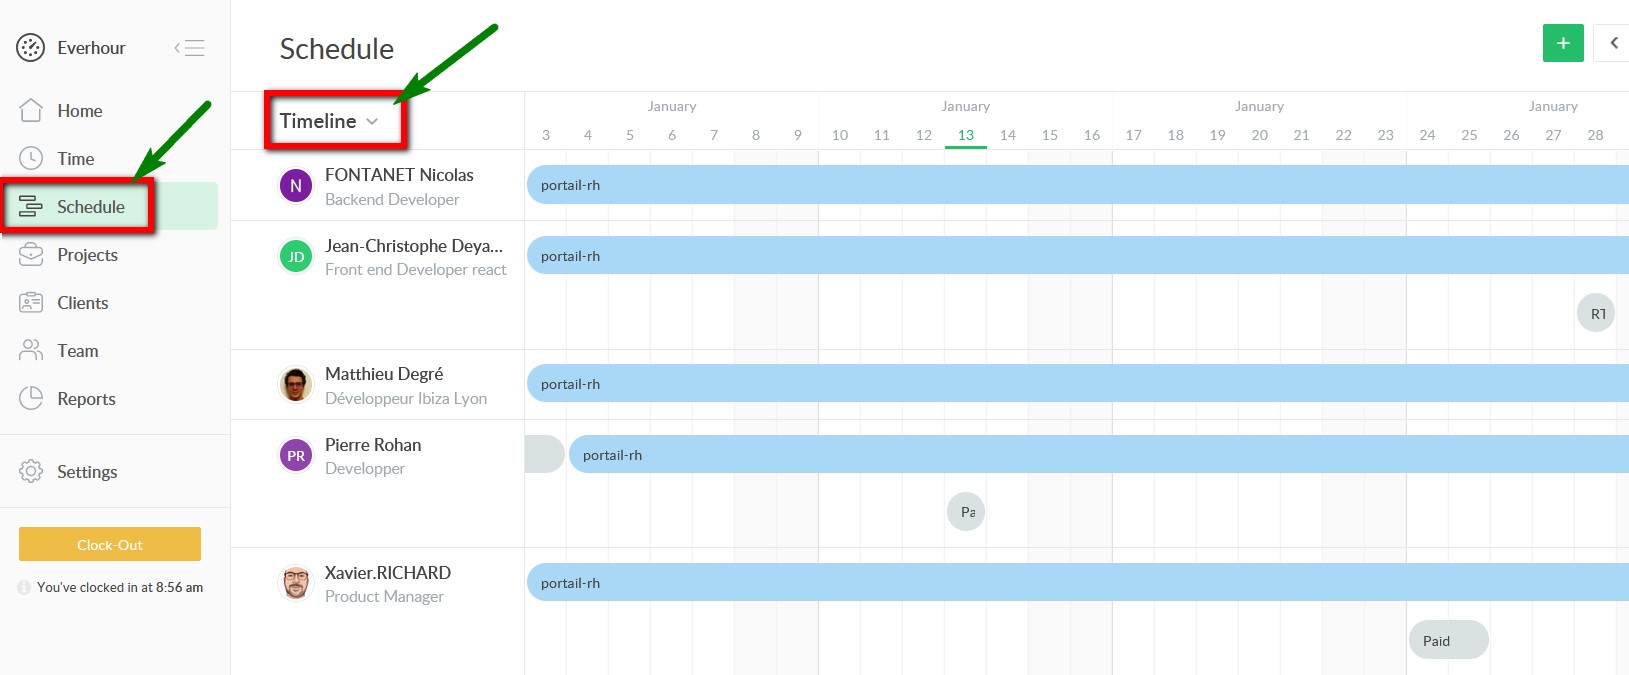 Everhour
Home
Time
Schedule
Projects
Clients
Team
Reports
Settings
Clock-Out
You've clocked in at 8:56 am
Schedule
+
Timeline
January January January January
3 4 5 6 7 8 9 10 11 12 13 14 15 16 17 18 19 20 21 22 23 24 25 26 27 28
N
FONTANET Nicolas
Backend Developer
portail-rh
JD
Jean-Christophe Deya...
Front end Developer react
portail-rh
RT
Matthieu Degré
Développeur Ibiza Lyon
portail-rh
PR
Pierre Rohan
Developper
portail-rh
Pa
Xavier.RICHARD
Product Manager
portail-rh
Paid